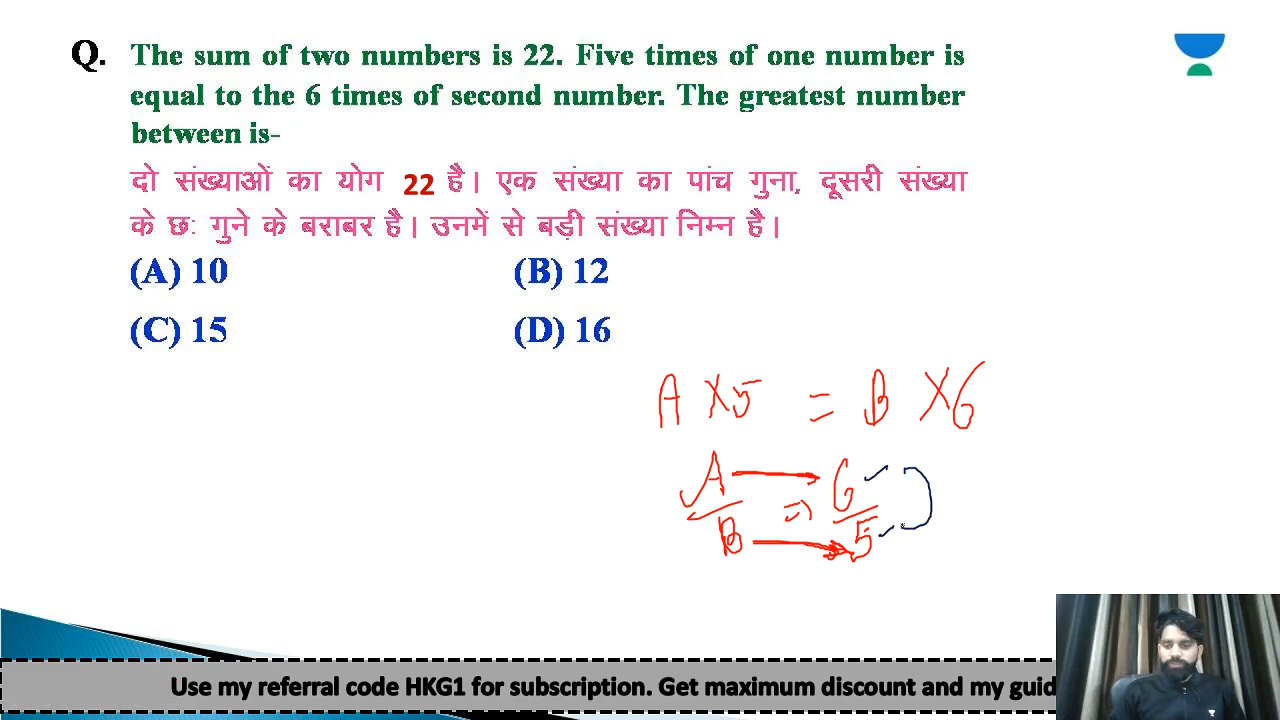 Q. The sum of two numbers is 22. Five times of one number is
equal to the 6 times of second number. The greatest number
between is-
दो संख्याओं का योग 22 है। एक संख्या का पांच गुना, दूसरी संख्या
के छः गुने के बराबर है। उनमें से बड़ी संख्या निम्न है।
(A) 10 (B) 12
(C) 15 (D) 16
A X 5 = B X 6
A 6
B = 5
Use my referral code HKG1 for subscription. Get maximum discount and my guid